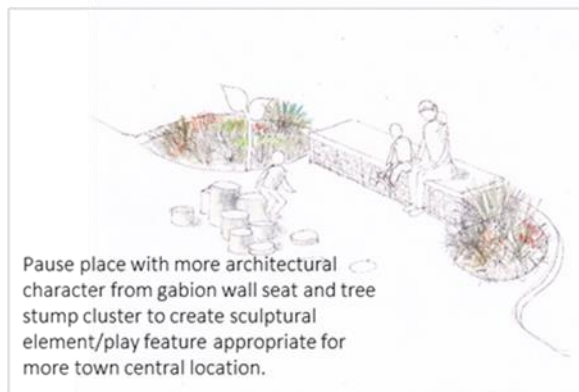 Pause place with more architectural
character from gabion wall seat and tree
stump cluster to create sculptural
element/play feature appropriate for
more town central location.